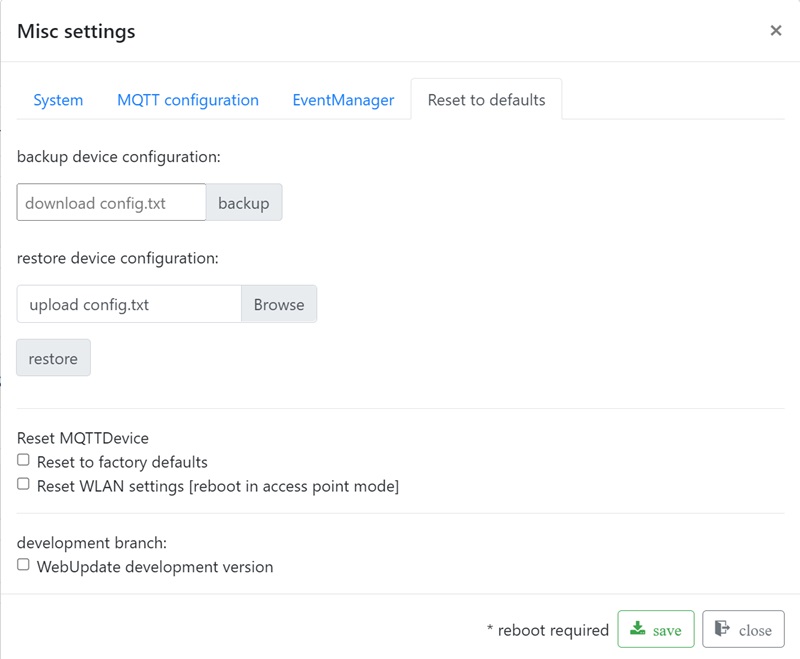 Misc settings ×
System MQTT configuration EventManager Reset to defaults
backup device configuration:
download config.txt backup
restore device configuration:
upload config.txt Browse
restore
Reset MQTTDevice
Reset to factory defaults
Reset WLAN settings [reboot in access point mode]
development branch:
WebUpdate development version
* reboot required save close